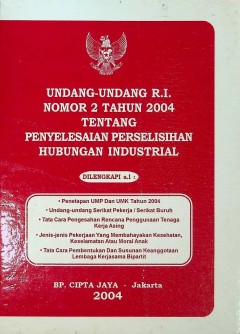 UNDANG-UNDANG R.I.
NOMOR 2 TAHUN 2004
TENTANG
PENYELESAIAN PERSELISIHAN
HUBUNGAN INDUSTRIAL
DILENGKAPI a.l :
• Penetapan UMP Dan UMK Tahun 2004
• Undang-undang Serikat Pekerja / Serikat Buruh
• Tata Cara Pengesahan Rencana Penggunaan Tenaga
Kerja Asing
• Jenis-jenis Pekerjaan Yang Membahayakan Kesehatan,
Keselamatan Atau Moral Anak
• Tata Cara Pembentukan Dan Susunan Keanggotaan
Lembaga Kerjasama Bipartit
BP. CIPTA JAYA - Jakarta
2004